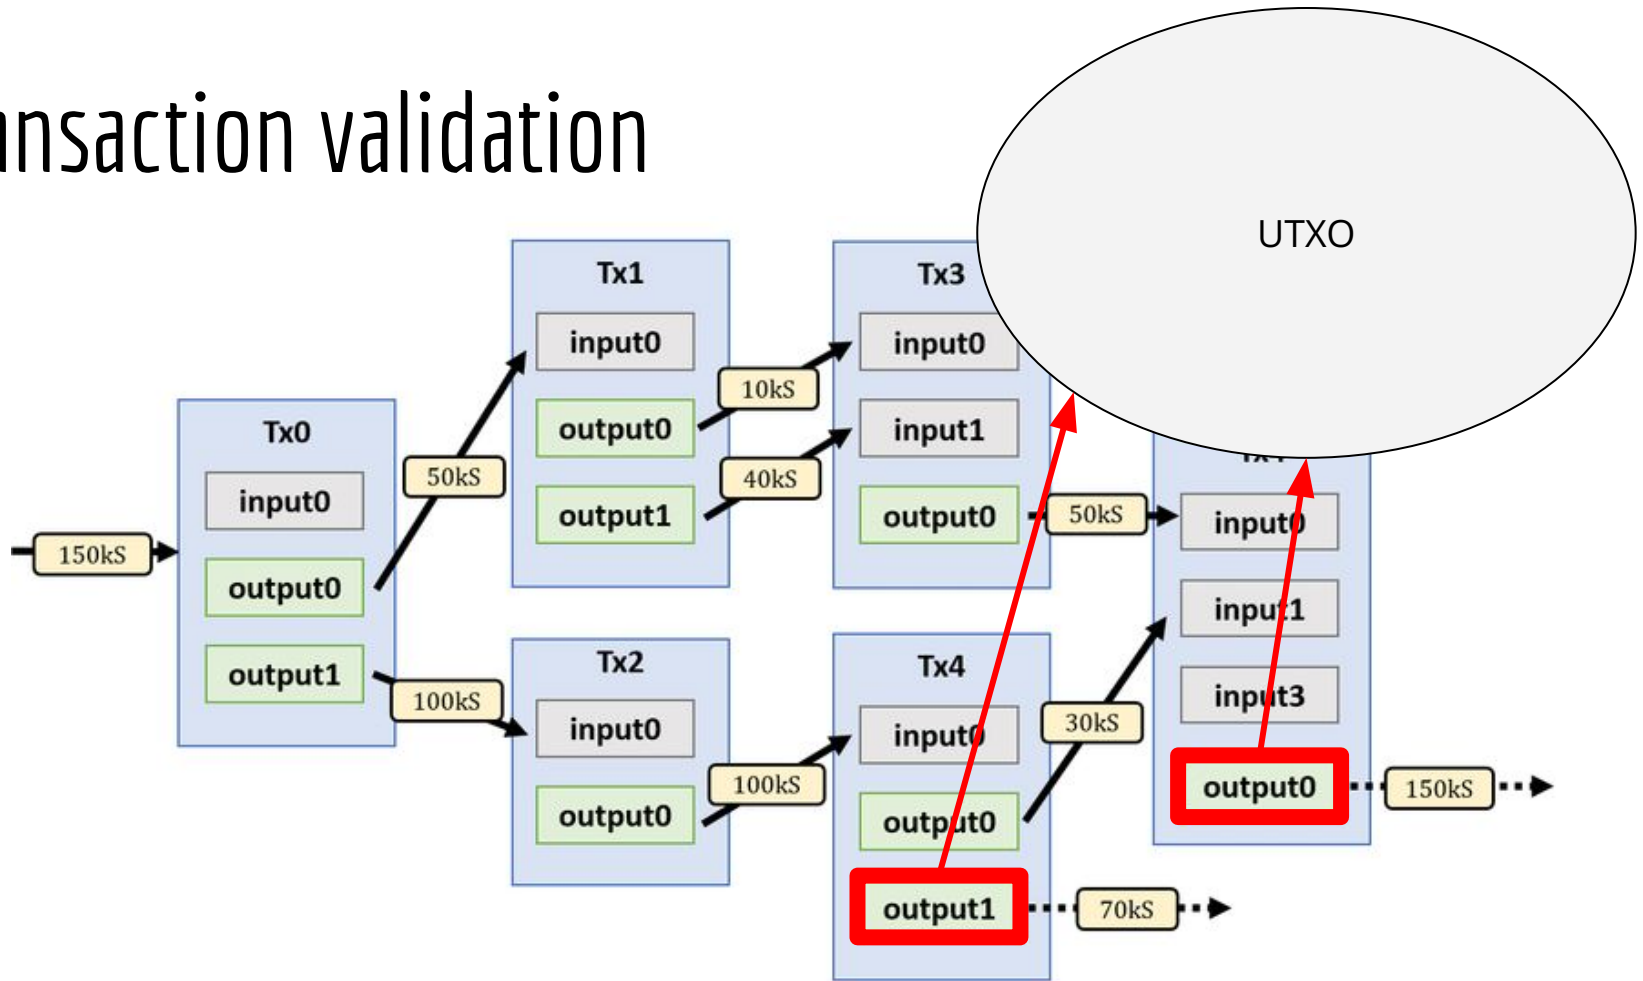 nsaction validation
UTXO
Tx1
input0
output0
output1
Tx3
input0
input1
output0
10kS
40kS
Tx0
input0
output0
output1
150kS
50kS
100kS
Tx2
input0
output0
100kS
Tx4
input0
output0
output1
50kS
30kS
70kS
input0
input1
input3
output0
150kS